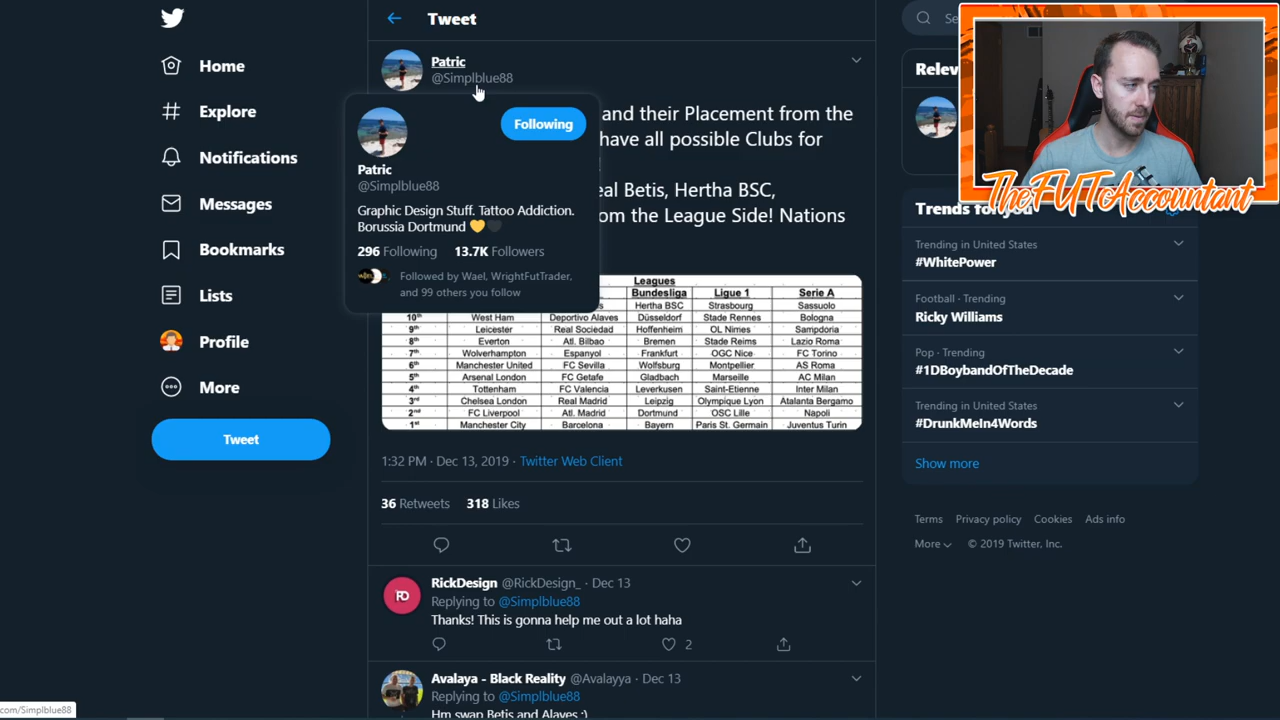 Tweet
Se
TheFUTAccountant
Patric
@Simplblue88
Home
Relev
Explore
and their Placement from the
Following
have all possible Clubs for
Notifications
Patric
@Simplblue88
eal Betis, Hertha BSC,
Messages
Graphic Design Stuff. Tattoo Addiction.
om the League Side! Nations
Trends for you
Borussia Dortmund 💛🖤
Bookmarks
296 Following 13.7K Followers
Trending in United States
#WhitePower
Followed by Wael, WrightFutTrader,
and 99 others you follow
Lists
Leagues
Bundesliga Ligue 1 Serie A
Hertha BSC Strasbourg Sassuolo
Football · Trending
Ricky Williams
10th West Ham Deportivo Alaves Düsseldorf Stade Rennes Bologna
9th Leicester Real Sociedad Hoffenheim OL Nimes Sampdoria
Profile
8th Everton Atl. Bilbao Bremen Stade Reims Lazio Roma
7th Wolverhampton Espanyol Frankfurt OGC Nice FC Torino
Pop · Trending
#1DBoybandOfTheDecade
6th Manchester United FC Sevilla Wolfsburg Montpellier AS Roma
5th Arsenal London FC Getafe Gladbach Marseille AC Milan
More
4th Tottenham FC Valencia Leverkusen Saint-Etienne Inter Milan
3rd Chelsea London Real Madrid Leipzig Olympique Lyon Atalanta Bergamo
Trending in United States
#DrunkMeIn4Words
2nd FC Liverpool Atl. Madrid Dortmund OSC Lille Napoli
1st Manchester City Barcelona Bayern Paris St. Germain Juventus Turin
Tweet
1:32 PM · Dec 13, 2019 · Twitter Web Client
Show more
36 Retweets 318 Likes
Terms Privacy policy Cookies Ads info
More © 2019 Twitter, Inc.
RickDesign @RickDesign_ · Dec 13
RD
Replying to @Simplblue88
Thanks! This is gonna help me out a lot haha
2
Avalaya - Black Reality @Avalayya · Dec 13
Replying to @Simplblue88
Hm swap Betis and Alaves :)
com/Simplblue88